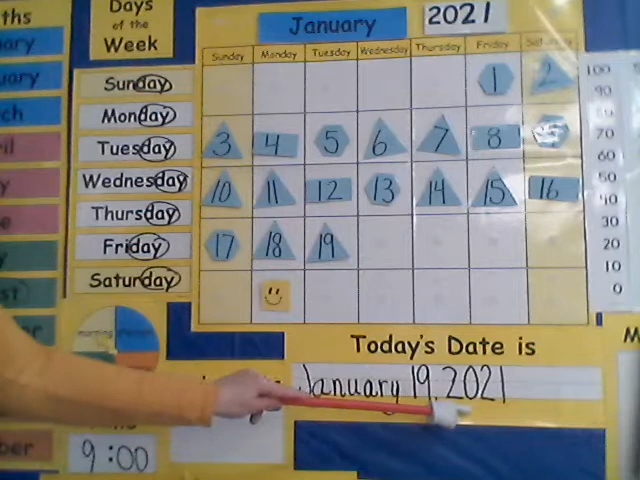 Days
of the
Week
January
2021
Sunday Monday Tuesday Wednesday Thursday Friday
1 2
3 4 5 6 7 8
10 11 12 13 14 15 16
17 18 19
Sunday
Monday
Tuesday
Wednesday
Thursday
Friday
Saturday
100
90
70
60
50
40
30
20
10
0
morning
Today's Date is
January 19, 2021
9:00